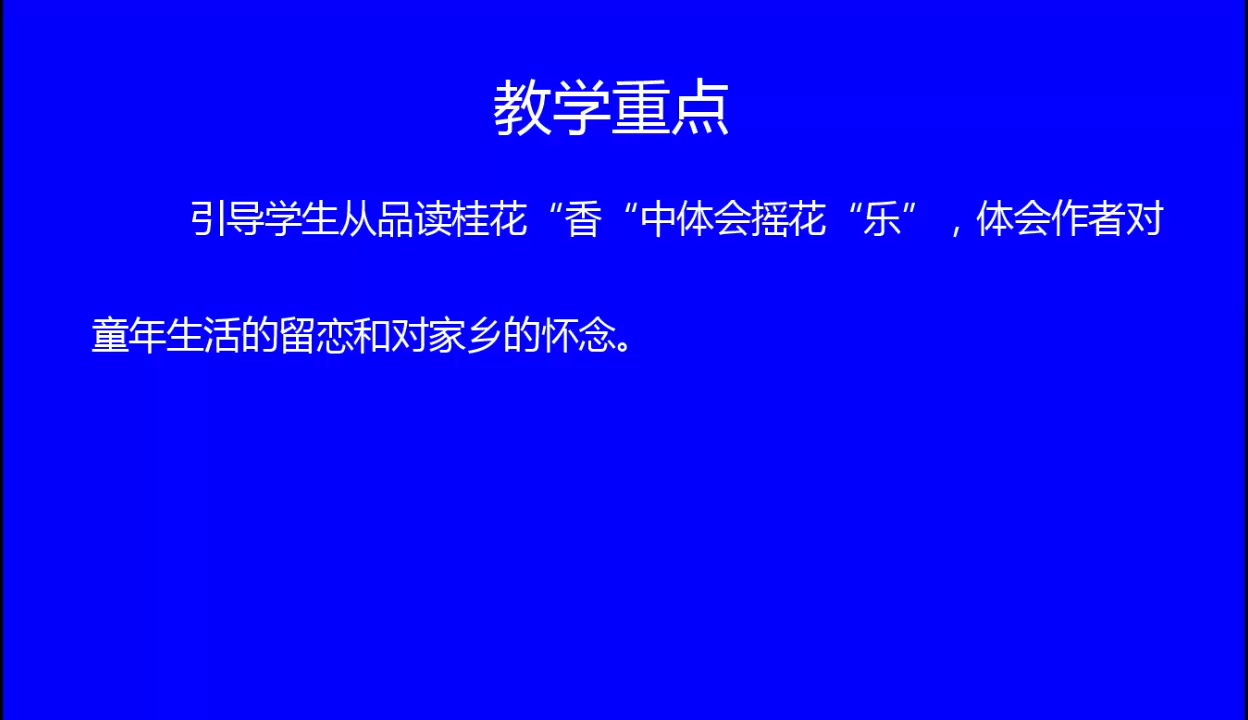 教学重点
引导学生从品读桂花“香“中体会摇花“乐”，体会作者对
童年生活的留恋和对家乡的怀念。